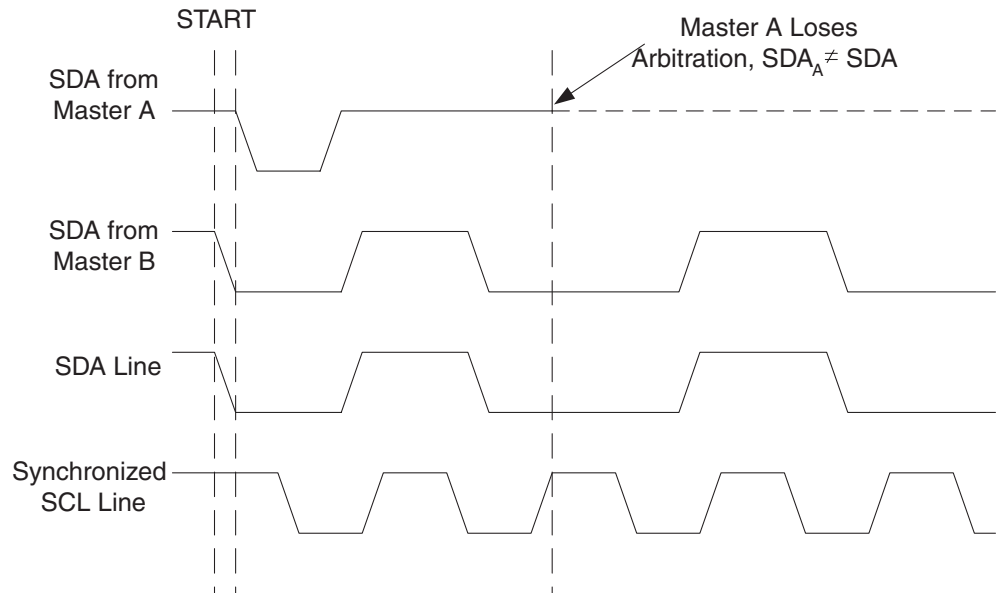 START
Master A Loses
Arbitration, SDA_A ≠ SDA
SDA from
Master A
SDA from
Master B
SDA Line
Synchronized
SCL Line